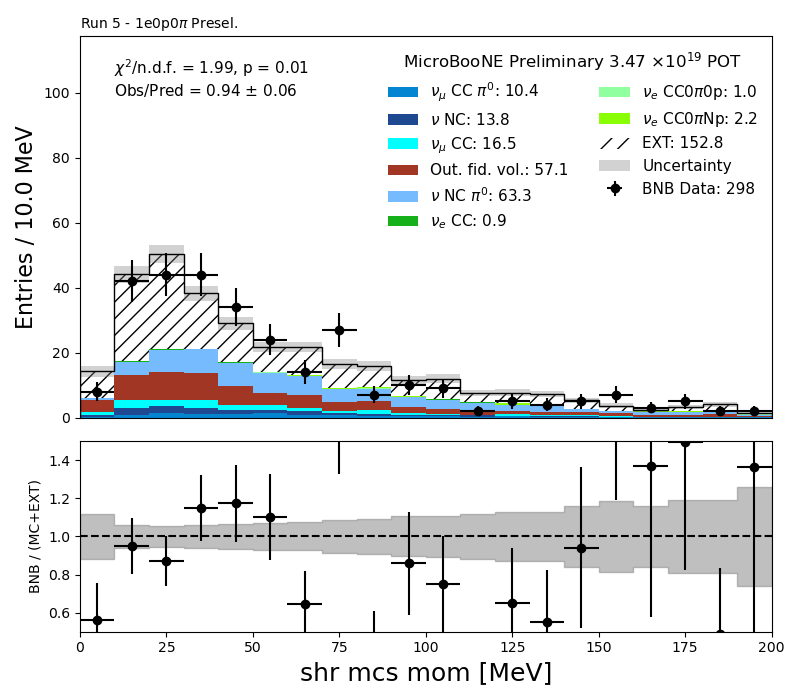 Run 5 - 1e0p0π Presel.
χ²/n.d.f. = 1.99, p = 0.01
Obs/Pred = 0.94 ± 0.06
MicroBooNE Preliminary 3.47 ×10¹⁹ POT
ν_μ CC π⁰: 10.4
ν NC: 13.8
ν_μ CC: 16.5
Out. fid. vol.: 57.1
ν NC π⁰: 63.3
ν_e CC: 0.9
ν_e CC0π0p: 1.0
ν_e CC0πNp: 2.2
EXT: 152.8
Uncertainty
BNB Data: 298
Entries / 10.0 MeV
100
80
60
40
20
0
BNB / (MC+EXT)
1.4
1.2
1.0
0.8
0.6
0 25 50 75 100 125 150 175 200
shr mcs mom [MeV]